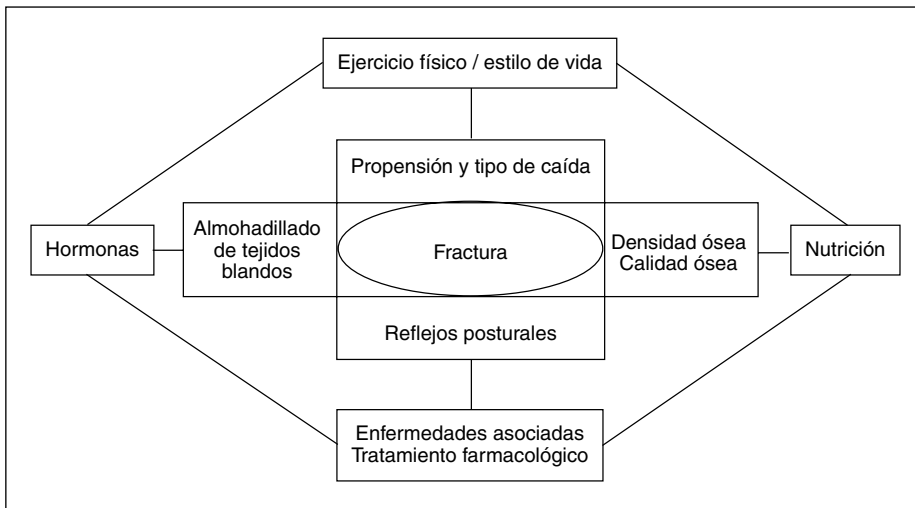 Ejercicio físico / estilo de vida
Propensión y tipo de caída
Hormonas
Almohadillado
de tejidos
blandos
Fractura
Densidad ósea
Calidad ósea
Nutrición
Reflejos posturales
Enfermedades asociadas
Tratamiento farmacológico